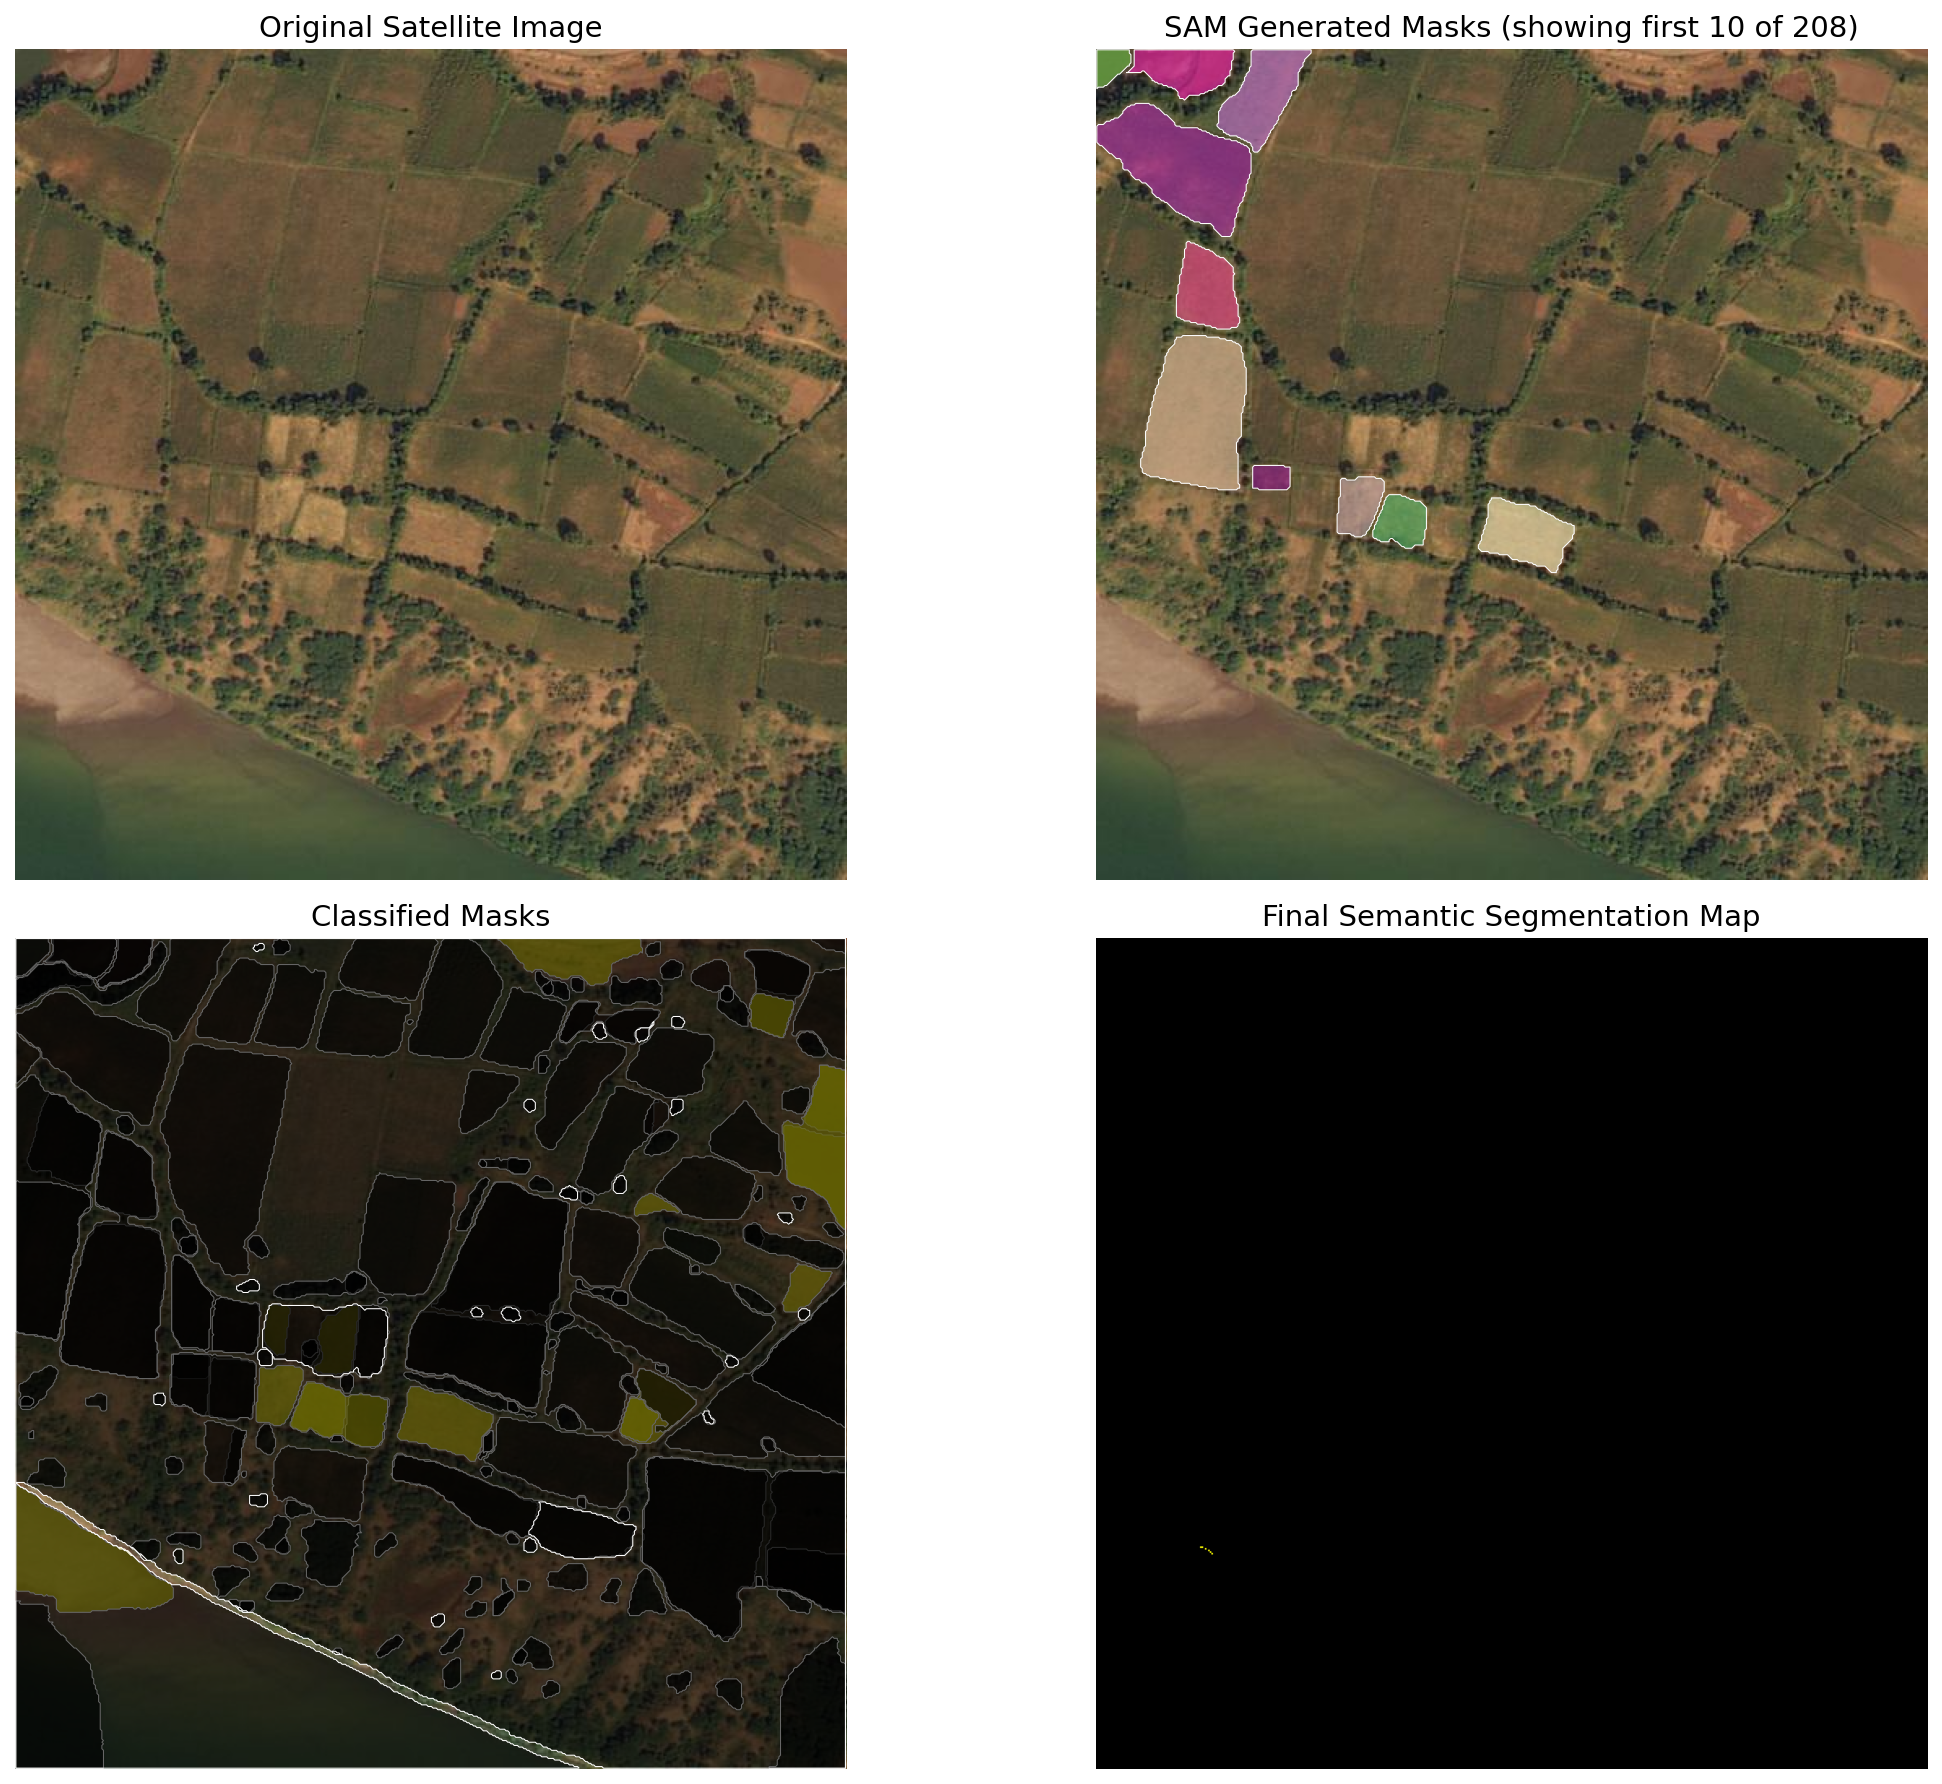 Original Satellite Image
SAM Generated Masks (showing first 10 of 208)
Classified Masks
Final Semantic Segmentation Map